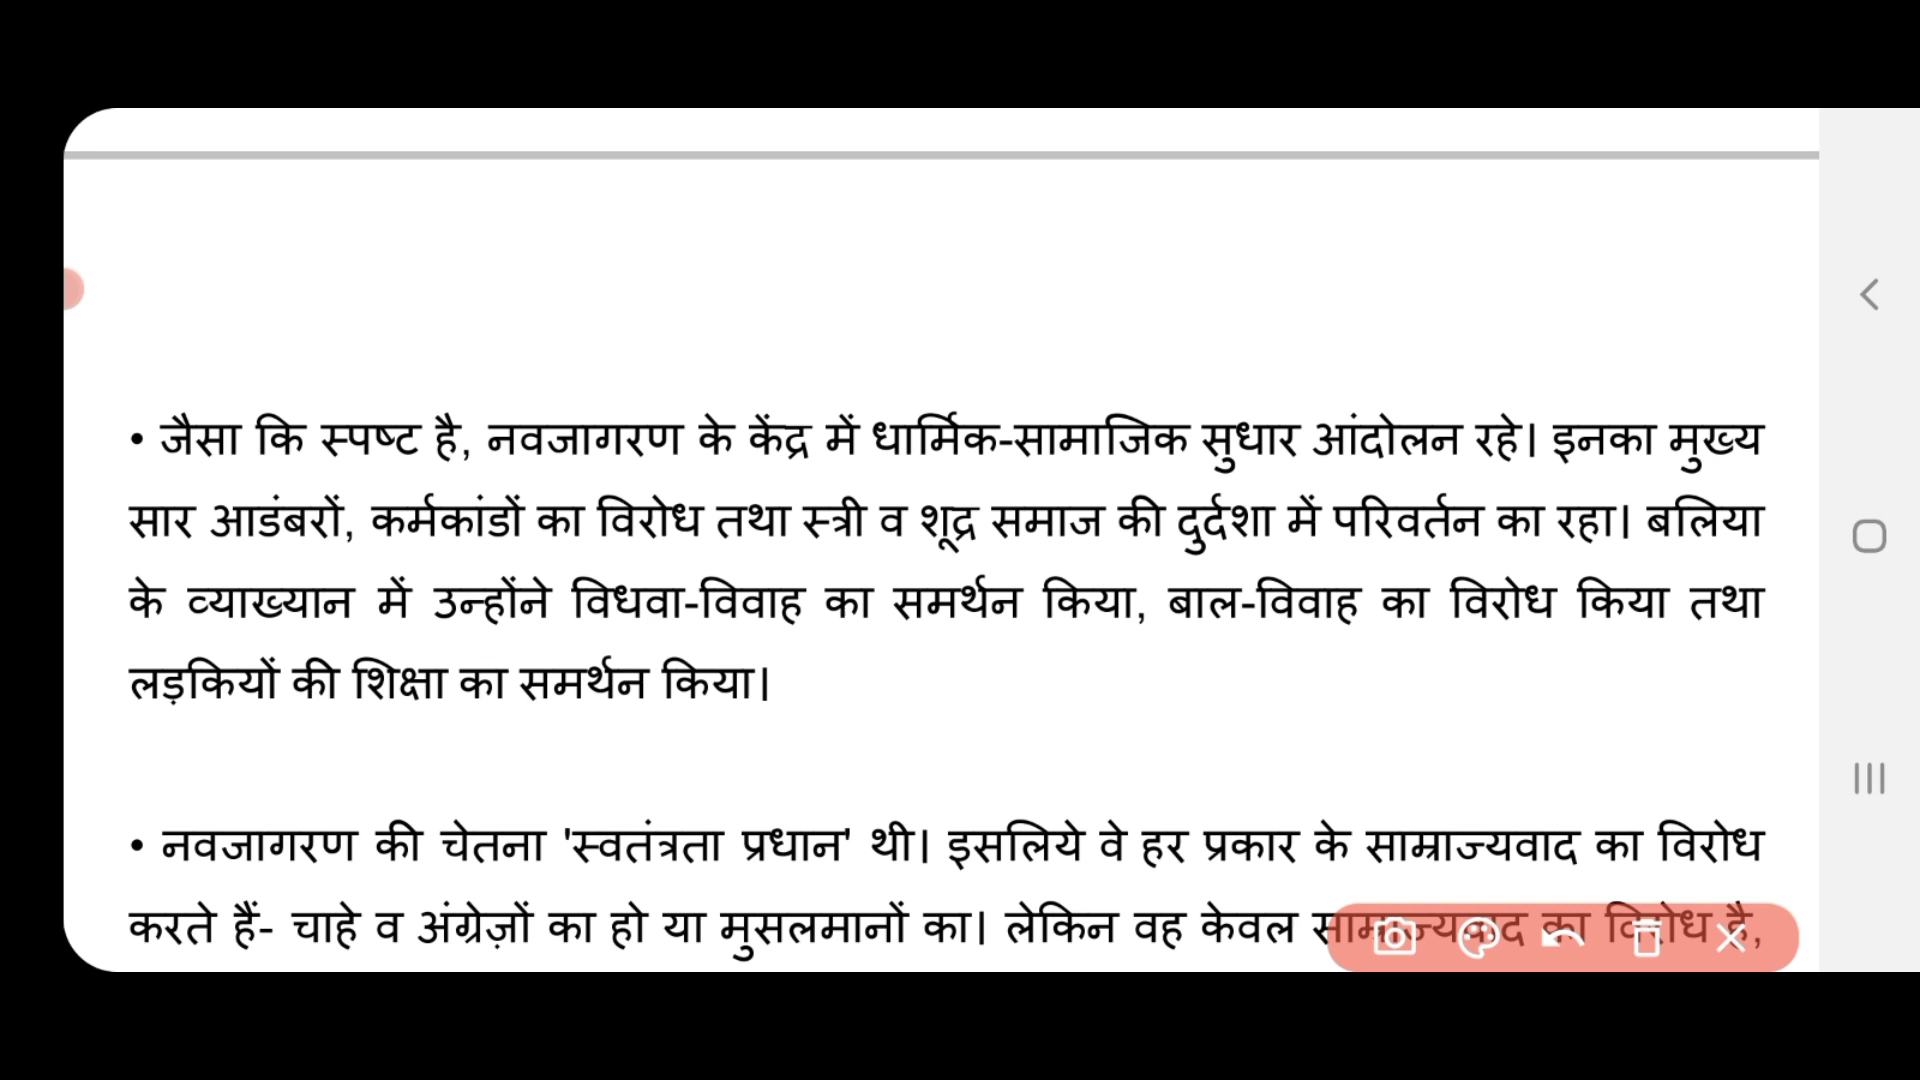 • जैसा कि स्पष्ट है, नवजागरण के केंद्र में धार्मिक-सामाजिक सुधार आंदोलन रहे। इनका मुख्य
सार आडंबरों, कर्मकांडों का विरोध तथा स्त्री व शूद्र समाज की दुर्दशा में परिवर्तन का रहा। बलिया
के व्याख्यान में उन्होंने विधवा-विवाह का समर्थन किया, बाल-विवाह का विरोध किया तथा
लड़कियों की शिक्षा का समर्थन किया।
• नवजागरण की चेतना 'स्वतंत्रता प्रधान' थी। इसलिये वे हर प्रकार के साम्राज्यवाद का विरोध
करते हैं- चाहे व अंग्रेज़ों का हो या मुसलमानों का। लेकिन वह केवल साम्राज्यवाद का विरोध है,